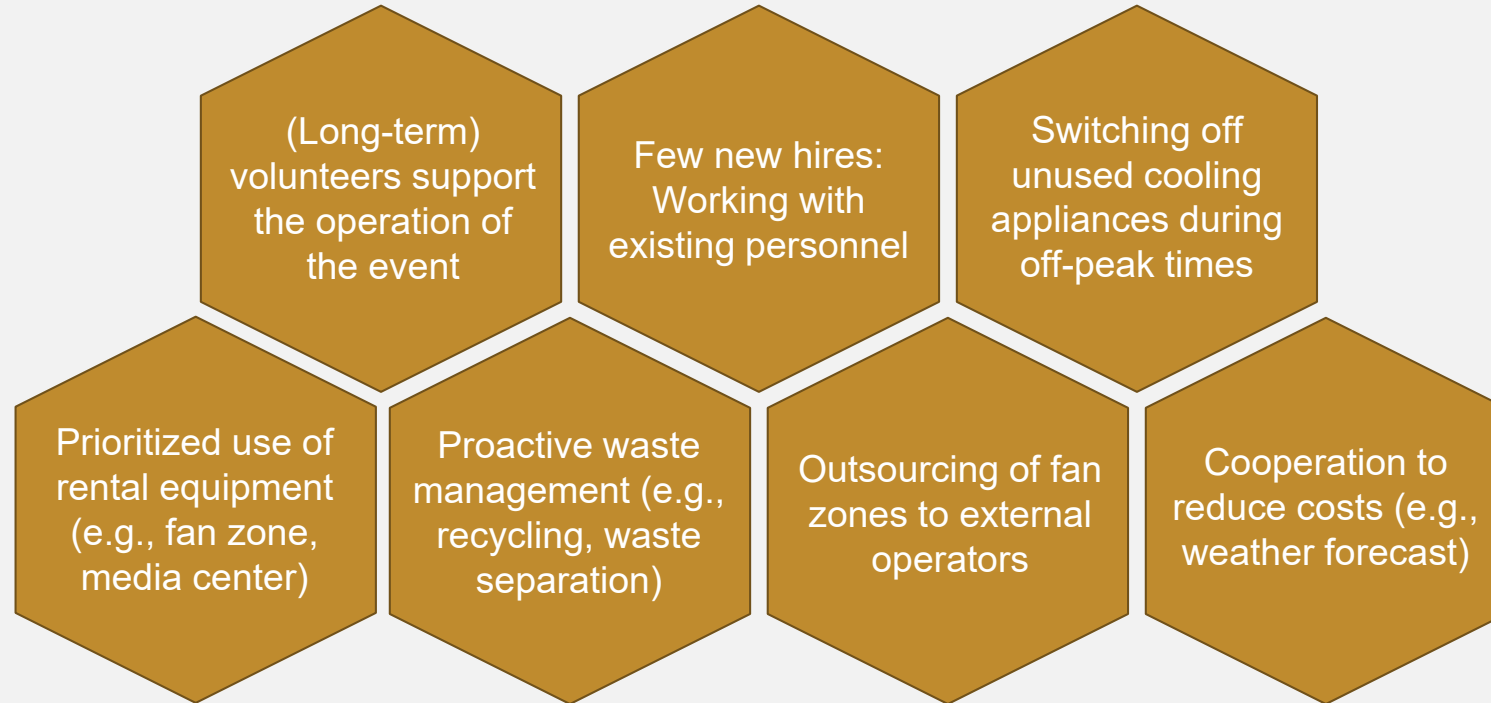 (Long-term)
volunteers support
the operation of
the event
Few new hires:
Working with
existing personnel
Switching off
unused cooling
appliances during
off-peak times
Prioritized use of
rental equipment
(e.g., fan zone,
media center)
Proactive waste
management (e.g.,
recycling, waste
separation)
Outsourcing of fan
zones to external
operators
Cooperation to
reduce costs (e.g.,
weather forecast)